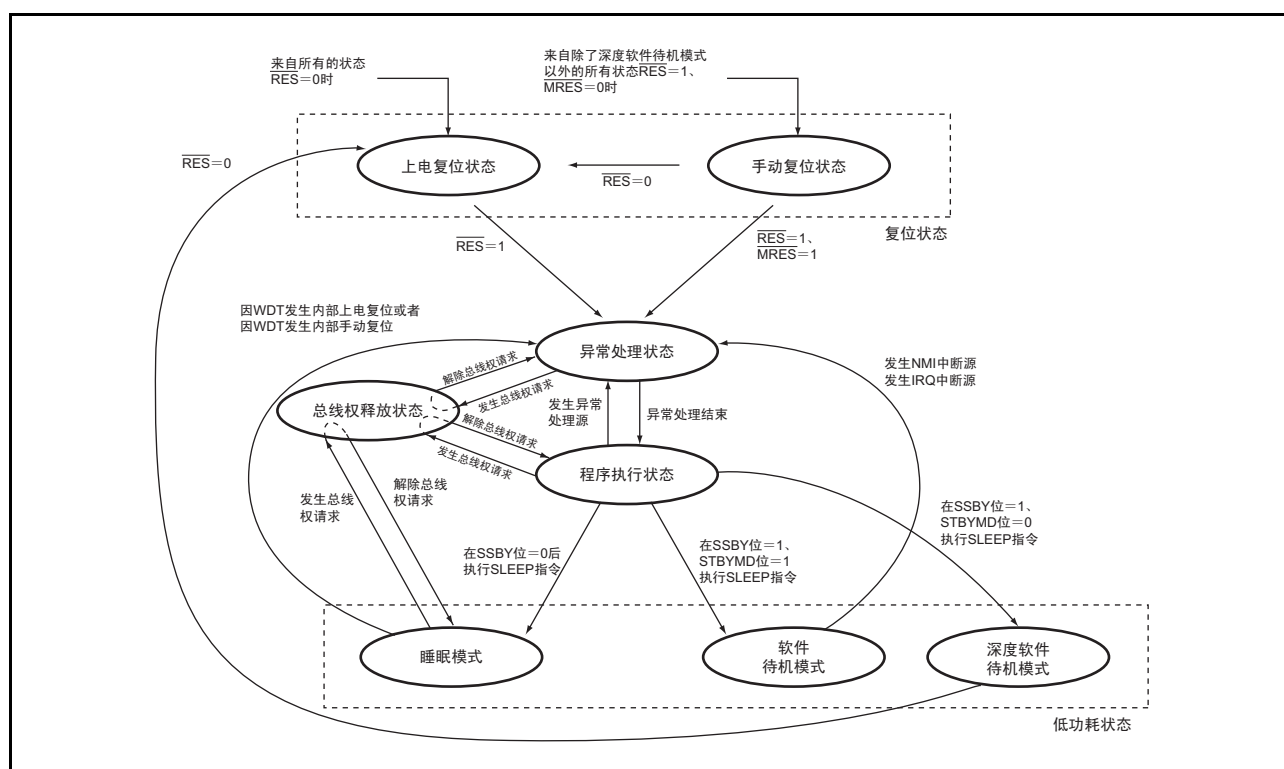 来自所有的状态
RES=0时
来自除了深度软件待机模式
以外的所有状态RES=1、
MRES=0时
RES=0
上电复位状态
RES=0
手动复位状态
复位状态
RES=1
RES=1、
MRES=1
因WDT发生内部上电复位或者
因WDT发生内部手动复位
异常处理状态
发生NMI中断源
发生IRQ中断源
解除总线权请求
发生总线权请求
总线权释放状态
解除总线权请求
发生总线权请求
发生异常
处理源
异常处理结束
程序执行状态
发生总线
权请求
解除总线
权请求
在SSBY位=0后
执行SLEEP指令
在SSBY位=1、
STBYMD位=1
执行SLEEP指令
在SSBY位=1、
STBYMD位=0
执行SLEEP指令
睡眠模式
软件
待机模式
深度软件
待机模式
低功耗状态